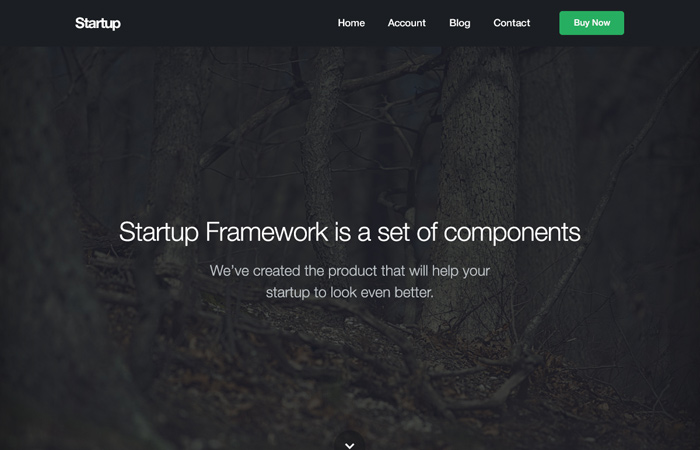 Startup
Home
Account
Blog
Contact
Buy Now
Startup Framework is a set of components
We've created the product that will help your
startup to look even better.